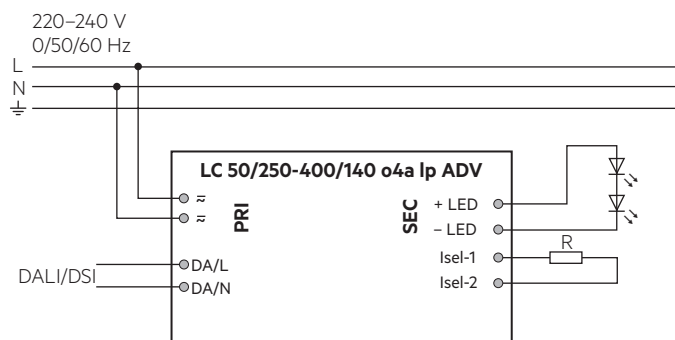 220–240 V
0/50/60 Hz
L
N
LC 50/250-400/140 o4a lp ADV
PRI
SEC
+ LED
– LED
Isel-1
R
Isel-2
DALI/DSI
DA/L
DA/N